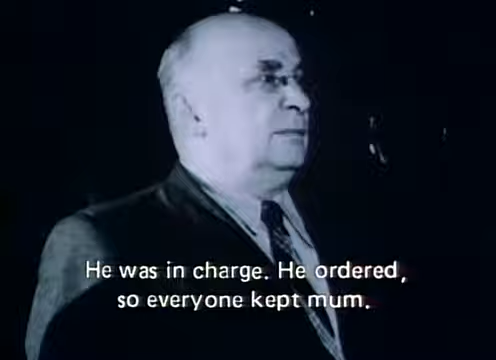 He was in charge. He ordered,
so everyone kept mum.